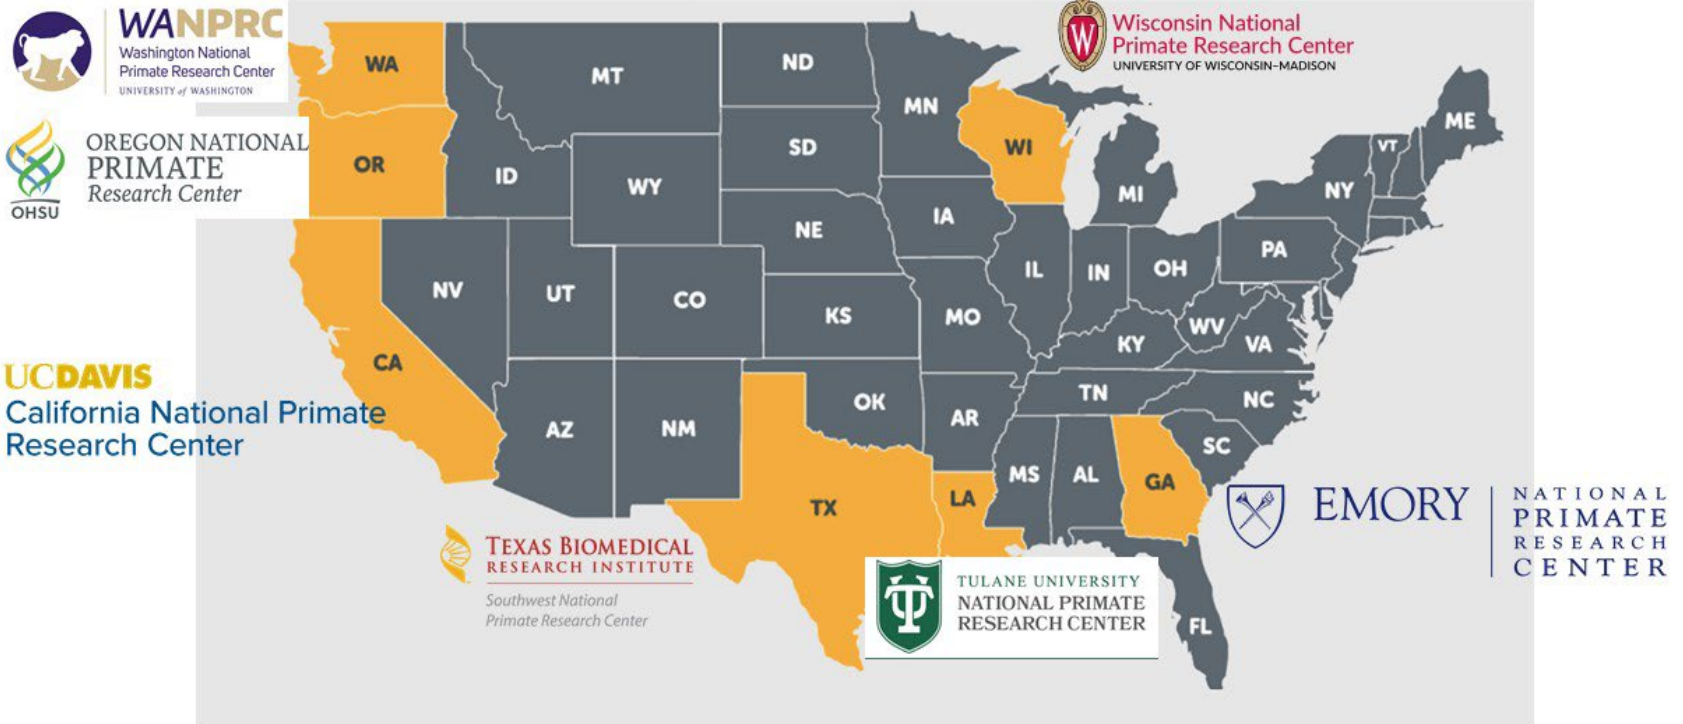 WANPRC
Washington National
Primate Research Center
UNIVERSITY of WASHINGTON
OREGON NATIONAL
PRIMATE
Research Center
OHSU
UCDAVIS
California National Primate
Research Center
TEXAS BIOMEDICAL
RESEARCH INSTITUTE
Southwest National
Primate Research Center
TULANE UNIVERSITY
NATIONAL PRIMATE
RESEARCH CENTER
EMORY
NATIONAL
PRIMATE
RESEARCH
CENTER
W
Wisconsin National
Primate Research Center
UNIVERSITY OF WISCONSIN–MADISON
WA
OR
CA
NV
ID
MT
WY
UT
CO
AZ
NM
ND
SD
NE
KS
OK
TX
MN
IA
MO
AR
LA
WI
IL
MI
IN
OH
KY
TN
MS
AL
GA
FL
SC
NC
VA
WV
PA
NY
VT
ME